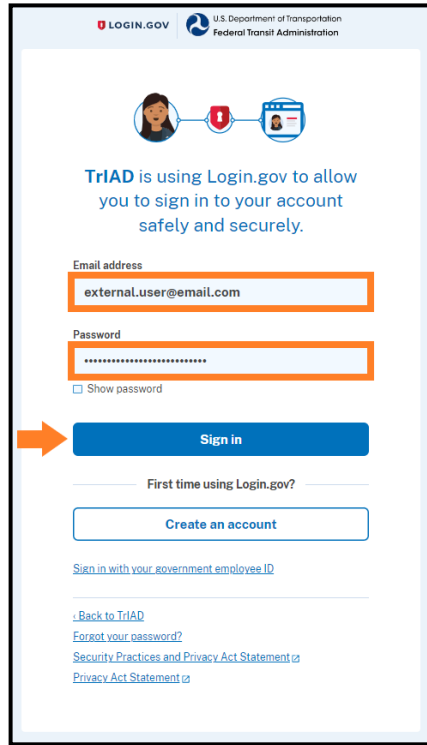 LOGIN.GOV
U.S. Department of Transportation
Federal Transit Administration
TrIAD is using Login.gov to allow
you to sign in to your account
safely and securely.
Email address
external.user@email.com
Password
•••••••••••••••••••••••••••
Show password
Sign in
First time using Login.gov?
Create an account
Sign in with your government employee ID
‹ Back to TrIAD
Forgot your password?
Security Practices and Privacy Act Statement
Privacy Act Statement